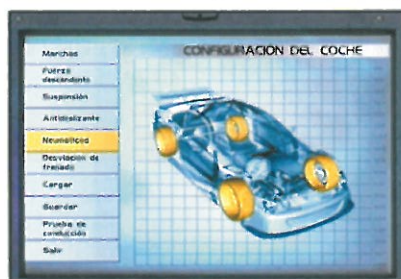 CONFIGURACION DEL COCHE
Marchas
Fuerza
descendente
Suspensión
Antideslizante
Neumáticos
Desviación de
frenado
Cargar
Guardar
Prueba de
conducción
Salir